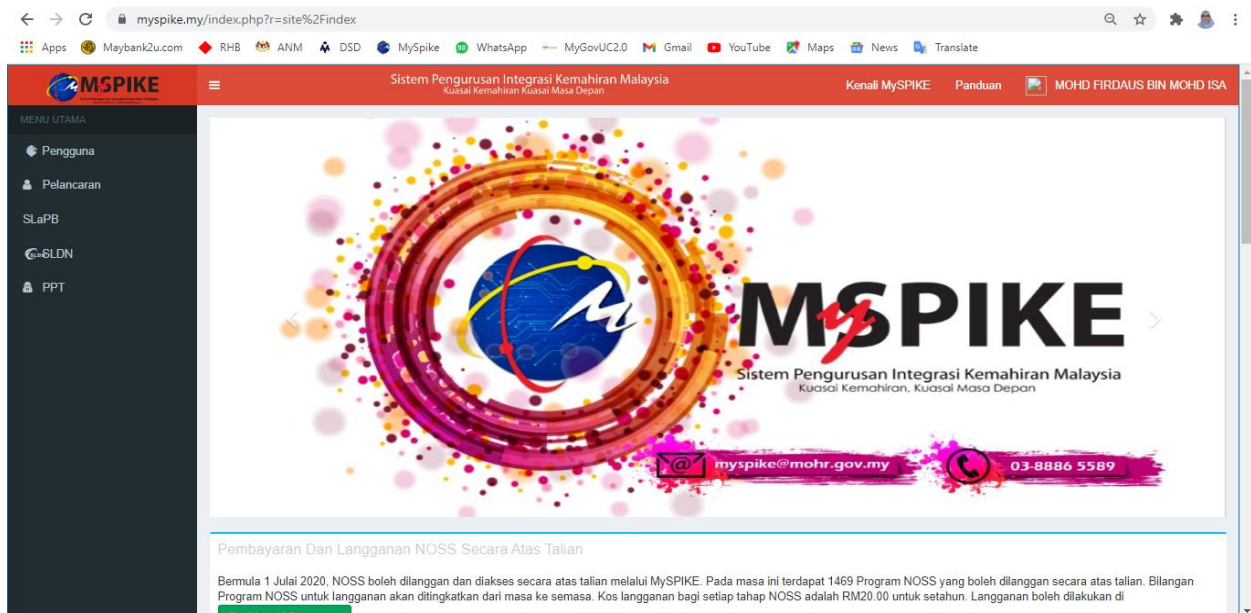 myspike.my/index.php?r=site%2Findex
Apps Maybank2u.com RHB ANM DSD MySpike WhatsApp MyGovUC2.0 Gmail YouTube Maps News Translate
MySPIKE
Sistem Pengurusan Integrasi Kemahiran Malaysia
Kuasai Kemahiran Kuasai Masa Depan
Kenali MySPIKE Panduan MOHD FIRDAUS BIN MOHD ISA
MENU UTAMA
Pengguna
Pelancaran
SLaPB
SLDN
PPT
MySPIKE
Sistem Pengurusan Integrasi Kemahiran Malaysia
Kuasai Kemahiran, Kuasai Masa Depan
@ myspike@mohr.gov.my 03-8886 5589
Pembayaran Dan Langganan NOSS Secara Atas Talian
Bermula 1 Julai 2020, NOSS boleh dilanggan dan diakses secara atas talian melalui MySPIKE. Pada masa ini terdapat 1469 Program NOSS yang boleh dilanggan secara atas talian. Bilangan
Program NOSS untuk langganan akan ditingkatkan dari masa ke semasa. Kos langganan bagi setiap tahap NOSS adalah RM20.00 untuk setahun. Langganan boleh dilakukan di